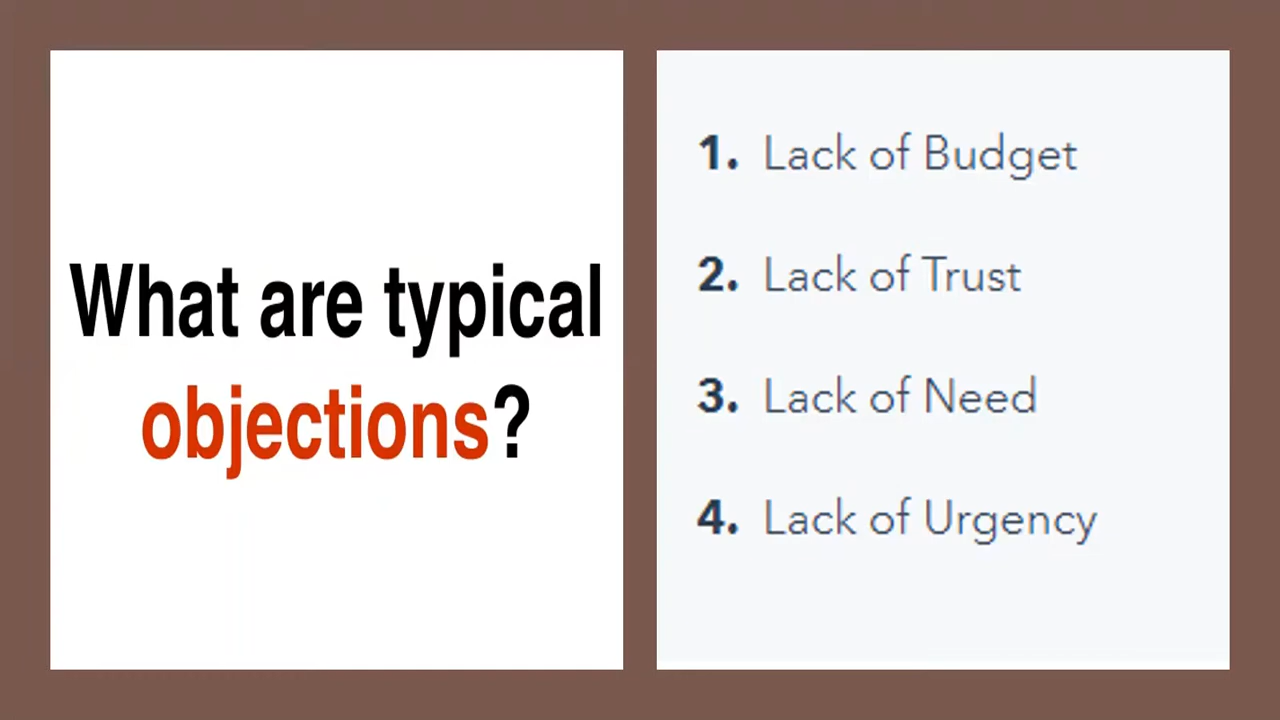 What are typical
objections?
1. Lack of Budget
2. Lack of Trust
3. Lack of Need
4. Lack of Urgency